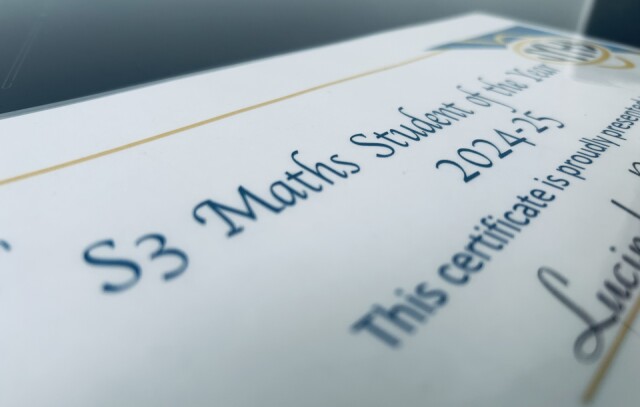 S3 Maths Student of the Year
2024-25
This certificate is proudly presented